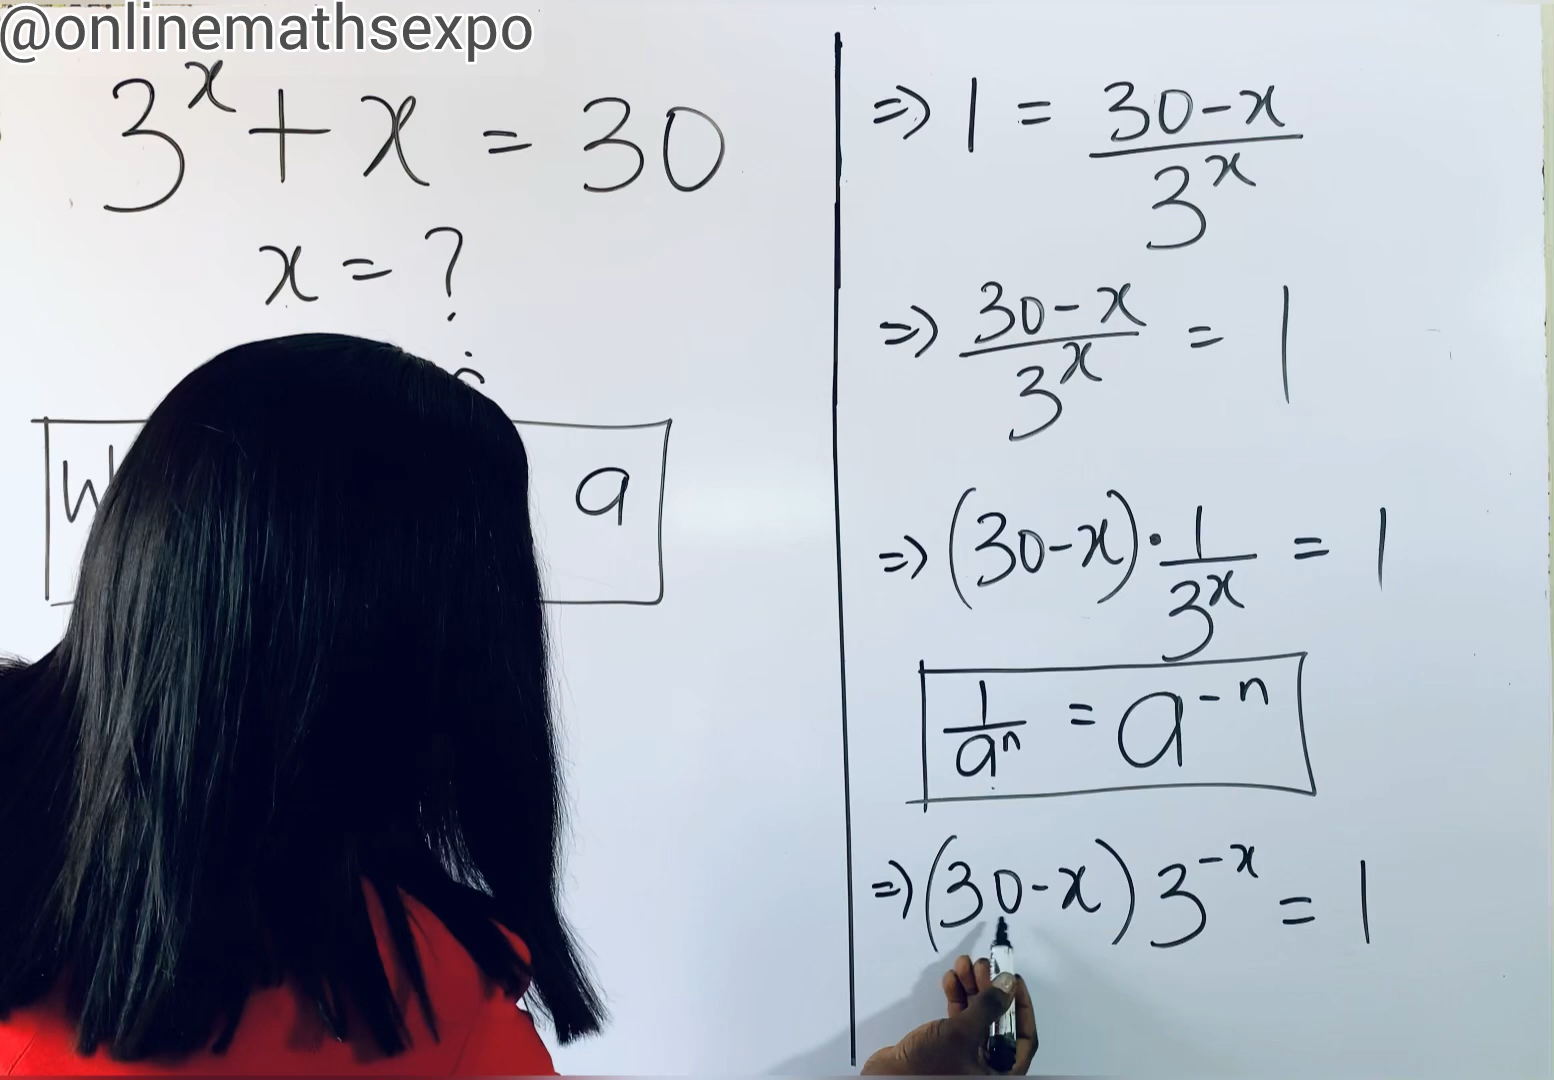 @onlinemathsexpo
3^x + x = 30
x = ?
a
⇒ 1 = (30-x)/3^x
⇒ (30-x)/3^x = 1
⇒ (30-x)·1/3^x = 1
1/a^n = a^-n
⇒ (30-x) 3^-x = 1